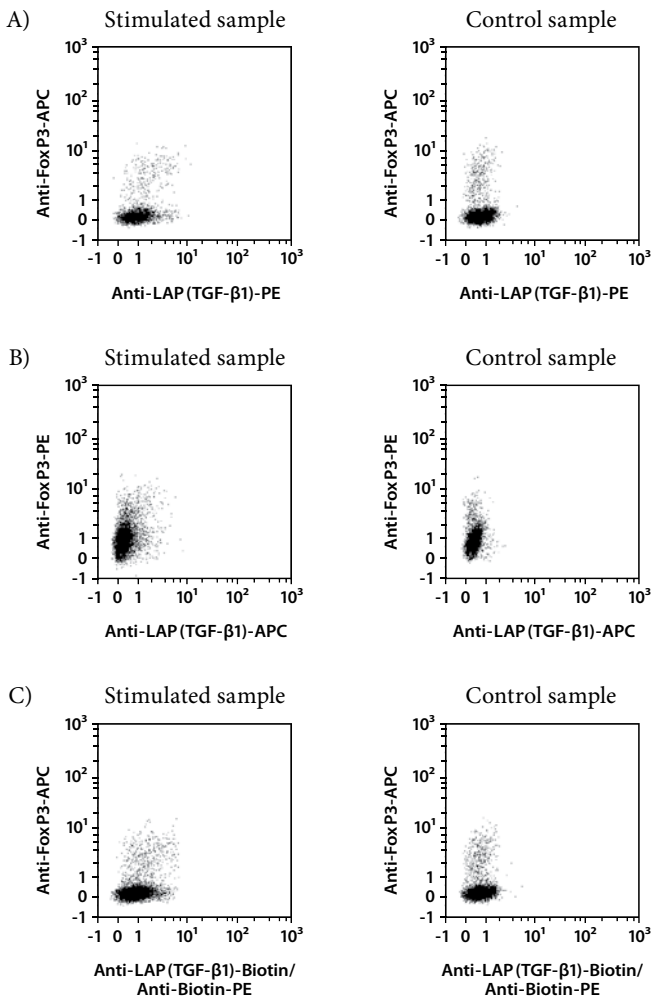 A)
Stimulated sample
Control sample
Anti-FoxP3-APC
10³
10²
10¹
1
0
-1
-1 0 1 10¹ 10² 10³
Anti-LAP (TGF-β1)-PE
Anti-FoxP3-APC
10³
10²
10¹
1
0
-1
-1 0 1 10¹ 10² 10³
Anti-LAP (TGF-β1)-PE
B)
Stimulated sample
Control sample
Anti-FoxP3-PE
10³
10²
10¹
1
0
-1
-1 0 1 10¹ 10² 10³
Anti-LAP (TGF-β1)-APC
Anti-FoxP3-PE
10³
10²
10¹
1
0
-1
-1 0 1 10¹ 10² 10³
Anti-LAP (TGF-β1)-APC
C)
Stimulated sample
Control sample
Anti-FoxP3-APC
10³
10²
10¹
1
0
-1
-1 0 1 10¹ 10² 10³
Anti-LAP (TGF-β1)-Biotin/
Anti-Biotin-PE
Anti-FoxP3-APC
10³
10²
10¹
1
0
-1
-1 0 1 10¹ 10² 10³
Anti-LAP (TGF-β1)-Biotin/
Anti-Biotin-PE